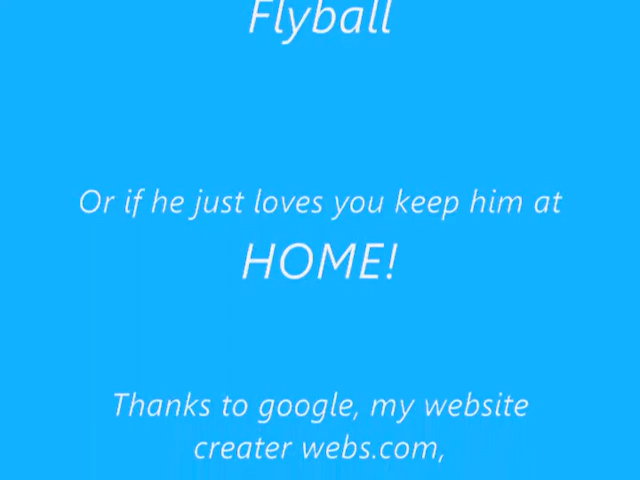 Flyball
Or if he just loves you keep him at
HOME!
Thanks to google, my website
creater webs.com,